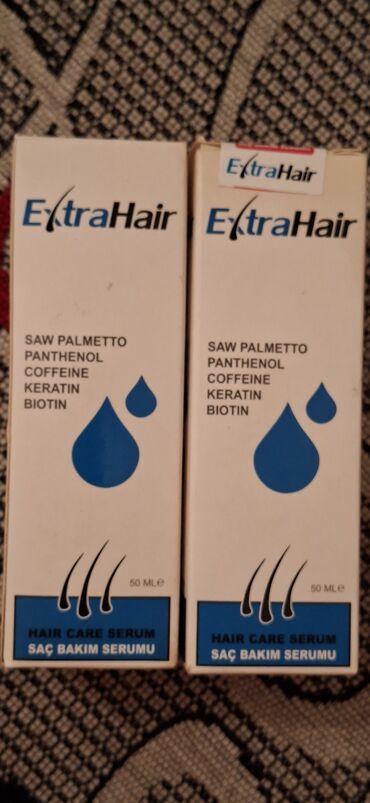 ExtraHair
SAW PALMETTO
PANTHENOL
COFFEINE
KERATIN
BIOTIN
50 ML℮
HAIR CARE SERUM
SAÇ BAKIM SERUMU
ExtraHair
ExtraHair
SAW PALMETTO
PANTHENOL
COFFEINE
KERATIN
BIOTIN
50 ML℮
HAIR CARE SERUM
SAÇ BAKIM SERUMU